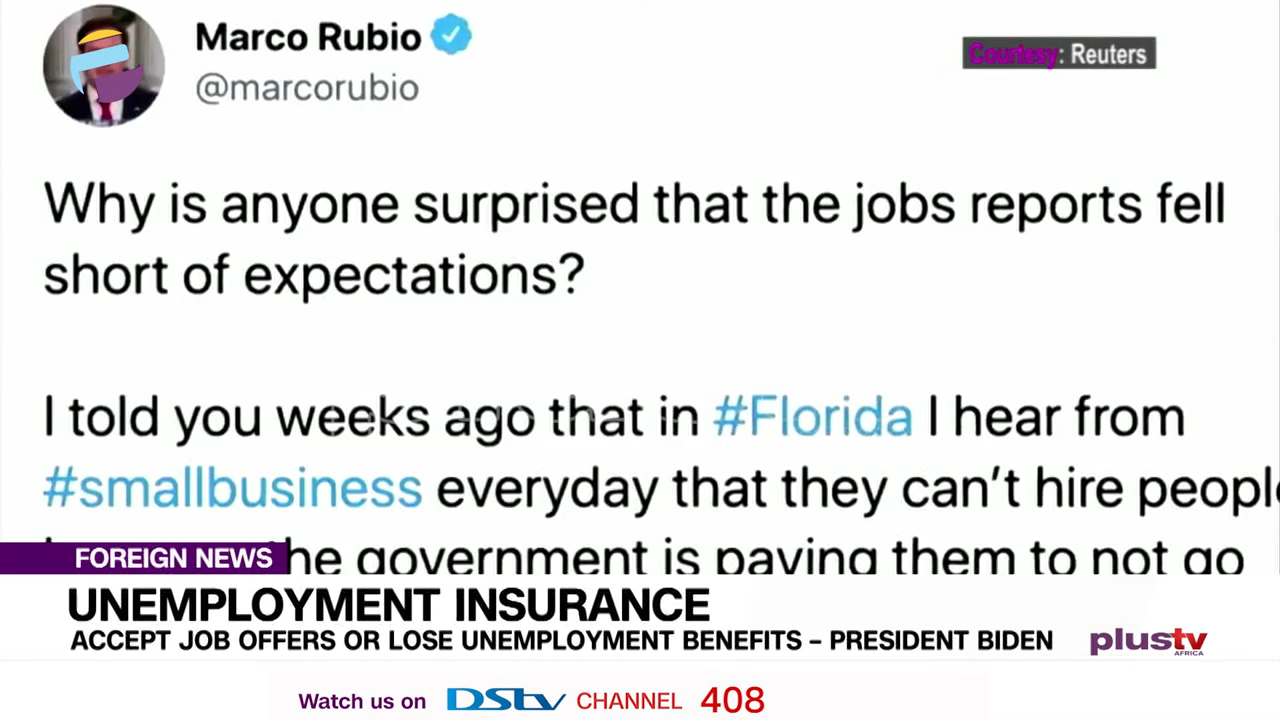 Marco Rubio
@marcorubio
Courtesy: Reuters
Why is anyone surprised that the jobs reports fell
short of expectations?
I told you weeks ago that in #Florida I hear from
#smallbusiness everyday that they can’t hire people
the government is paying them to not go
FOREIGN NEWS
UNEMPLOYMENT INSURANCE
ACCEPT JOB OFFERS OR LOSE UNEMPLOYMENT BENEFITS – PRESIDENT BIDEN
plustv
AFRICA
Watch us on DStv CHANNEL 408